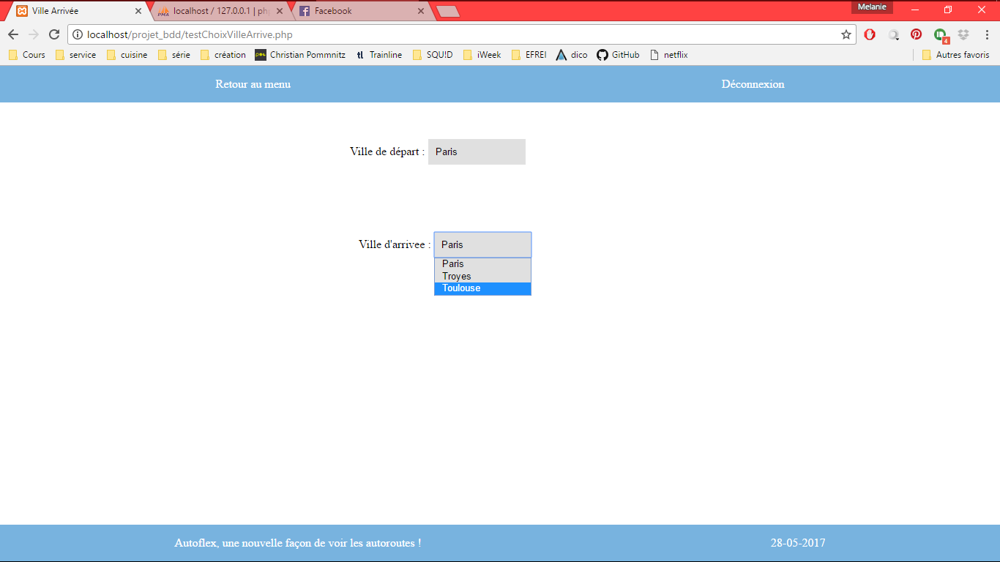 Ville Arrivée
localhost / 127.0.0.1 | ph
Facebook
Melanie
localhost/projet_bdd/testChoixVilleArrive.php
4
Cours service cuisine série création Christian Pommnitz tl Trainline SQU!D iWeek EFREI dico GitHub netflix Autres favoris
Retour au menu Déconnexion
Ville de départ : Paris
Ville d'arrivee : Paris
Paris
Troyes
Toulouse
Autoflex, une nouvelle façon de voir les autoroutes ! 28-05-2017